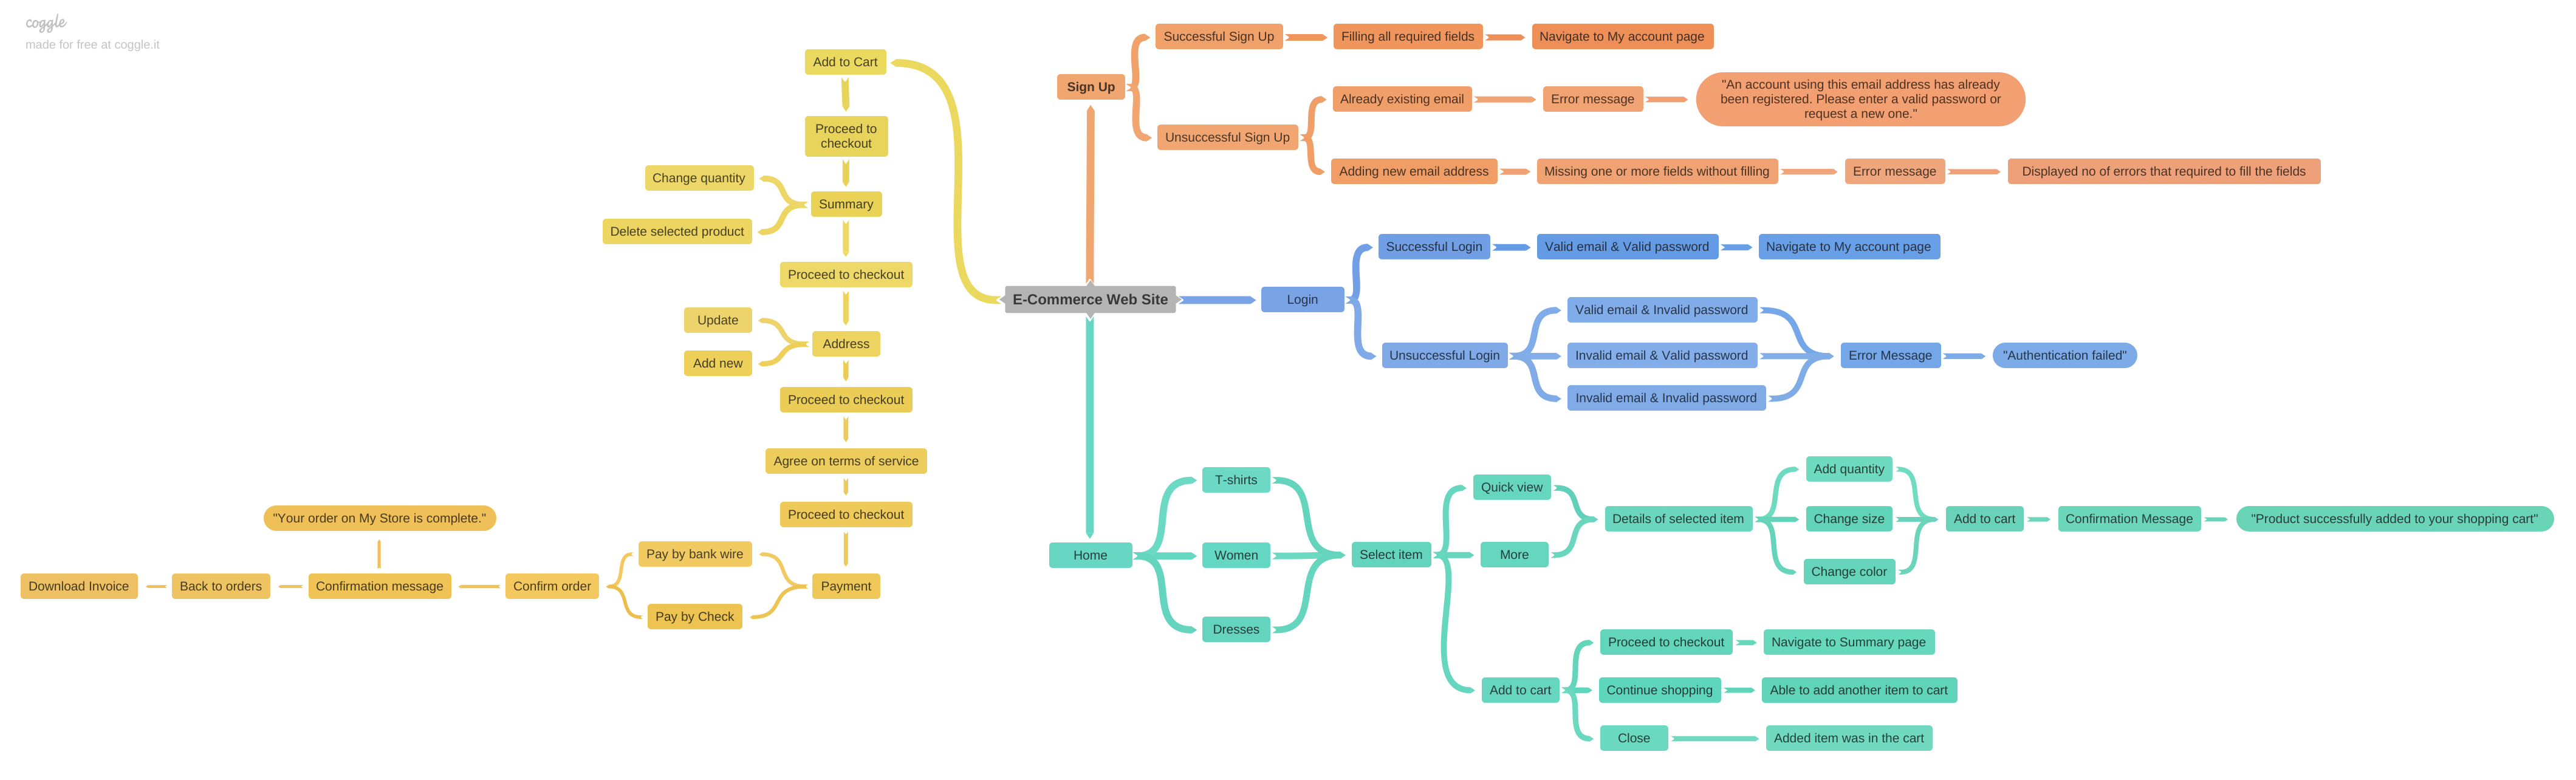 coggle
made for free at coggle.it
Add to Cart
Proceed to
checkout
Change quantity
Summary
Delete selected product
Proceed to checkout
Update
Address
Add new
Proceed to checkout
Agree on terms of service
Proceed to checkout
"Your order on My Store is complete."
Pay by bank wire
Download Invoice
Back to orders
Confirmation message
Confirm order
Payment
Pay by Check
E-Commerce Web Site
Sign Up
Successful Sign Up
Filling all required fields
Navigate to My account page
Unsuccessful Sign Up
Already existing email
Error message
"An account using this email address has already
been registered. Please enter a valid password or
request a new one."
Adding new email address
Missing one or more fields without filling
Error message
Displayed no of errors that required to fill the fields
Login
Successful Login
Valid email & Valid password
Navigate to My account page
Unsuccessful Login
Valid email & Invalid password
Invalid email & Valid password
Invalid email & Invalid password
Error Message
"Authentication failed"
Home
T-shirts
Women
Dresses
Select item
Quick view
More
Details of selected item
Add quantity
Change size
Change color
Add to cart
Confirmation Message
"Product successfully added to your shopping cart"
Add to cart
Proceed to checkout
Navigate to Summary page
Continue shopping
Able to add another item to cart
Close
Added item was in the cart